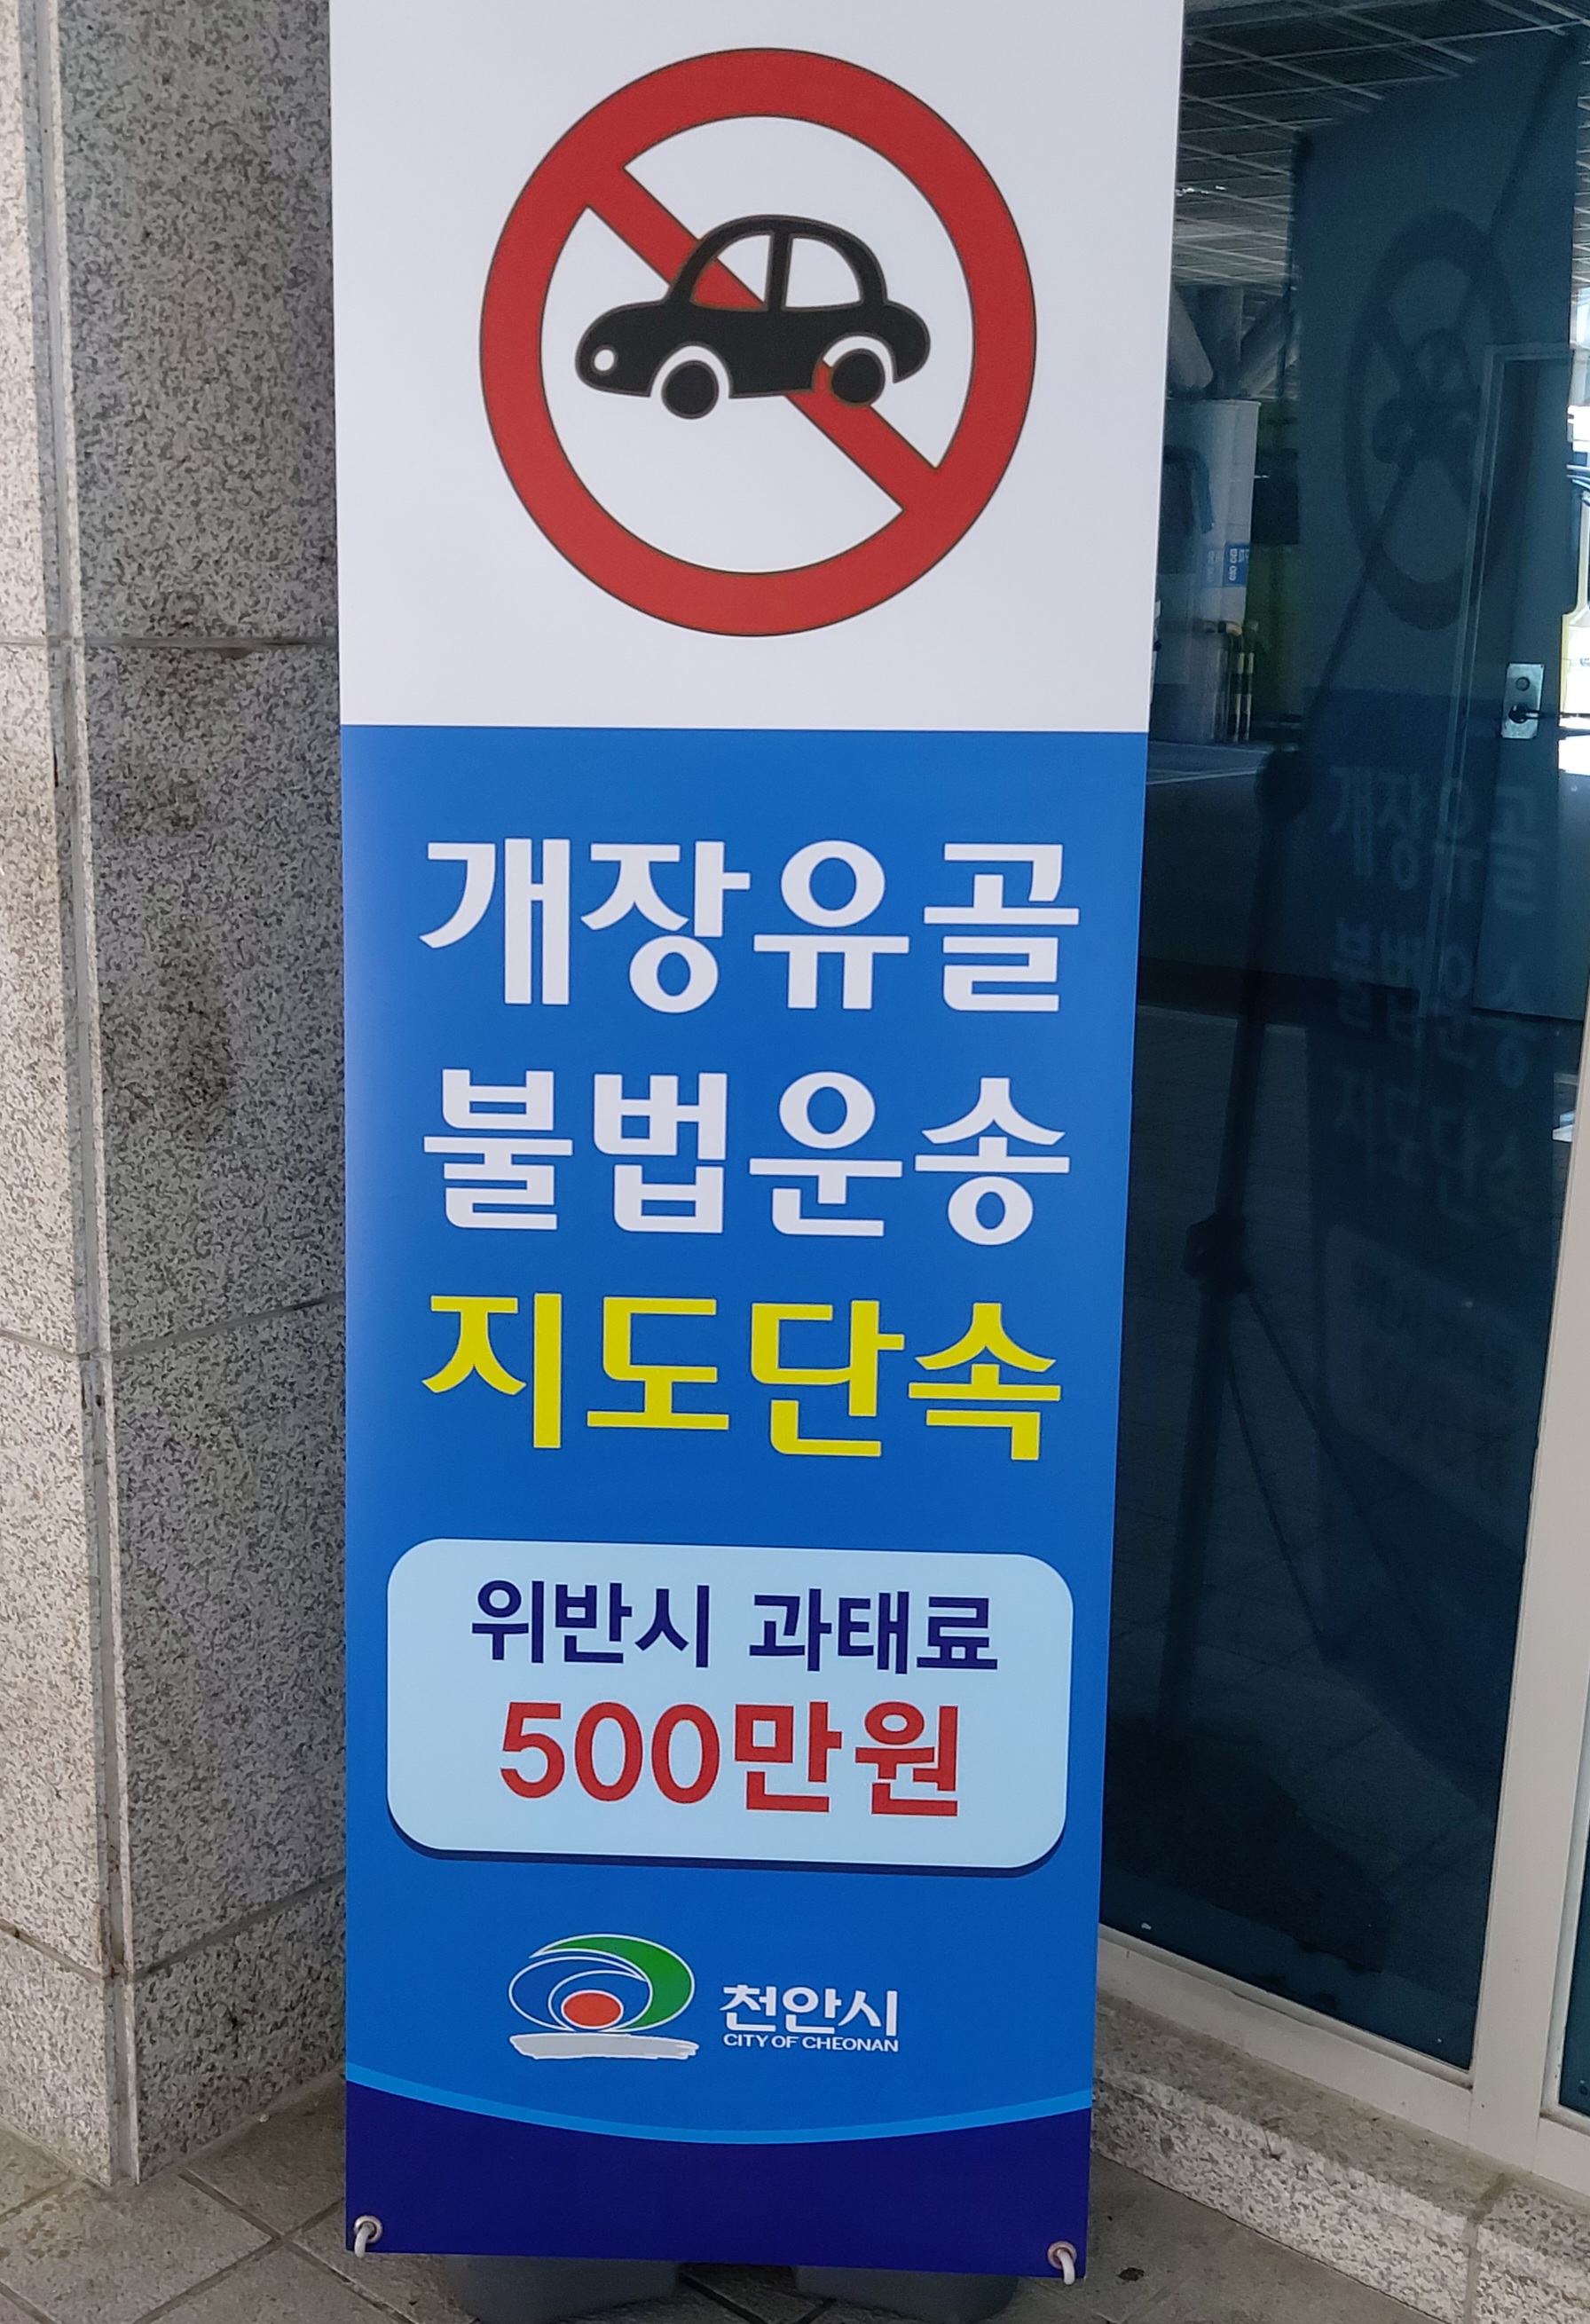 개장유골
불법운송
지도단속
위반시 과태료
500만원
천안시
CITY OF CHEONAN